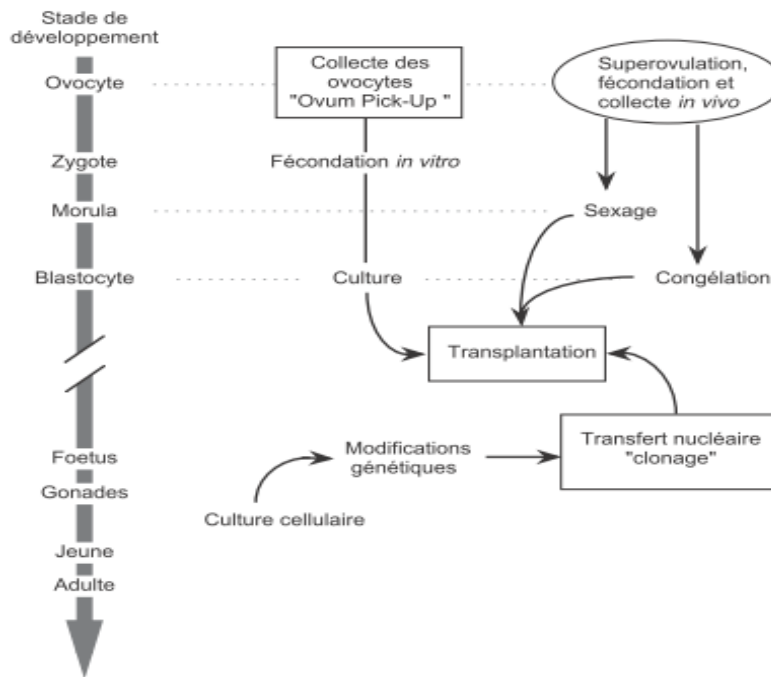 Stade de
développement
Ovocyte
Collecte des
ovocytes
"Ovum Pick-Up "
Superovulation,
fécondation et
collecte in vivo
Zygote
Fécondation in vitro
Morula
Sexage
Blastocyte
Culture
Congélation
Transplantation
Foetus
Modifications
génétiques
Transfert nucléaire
"clonage"
Gonades
Culture cellulaire
Jeune
Adulte